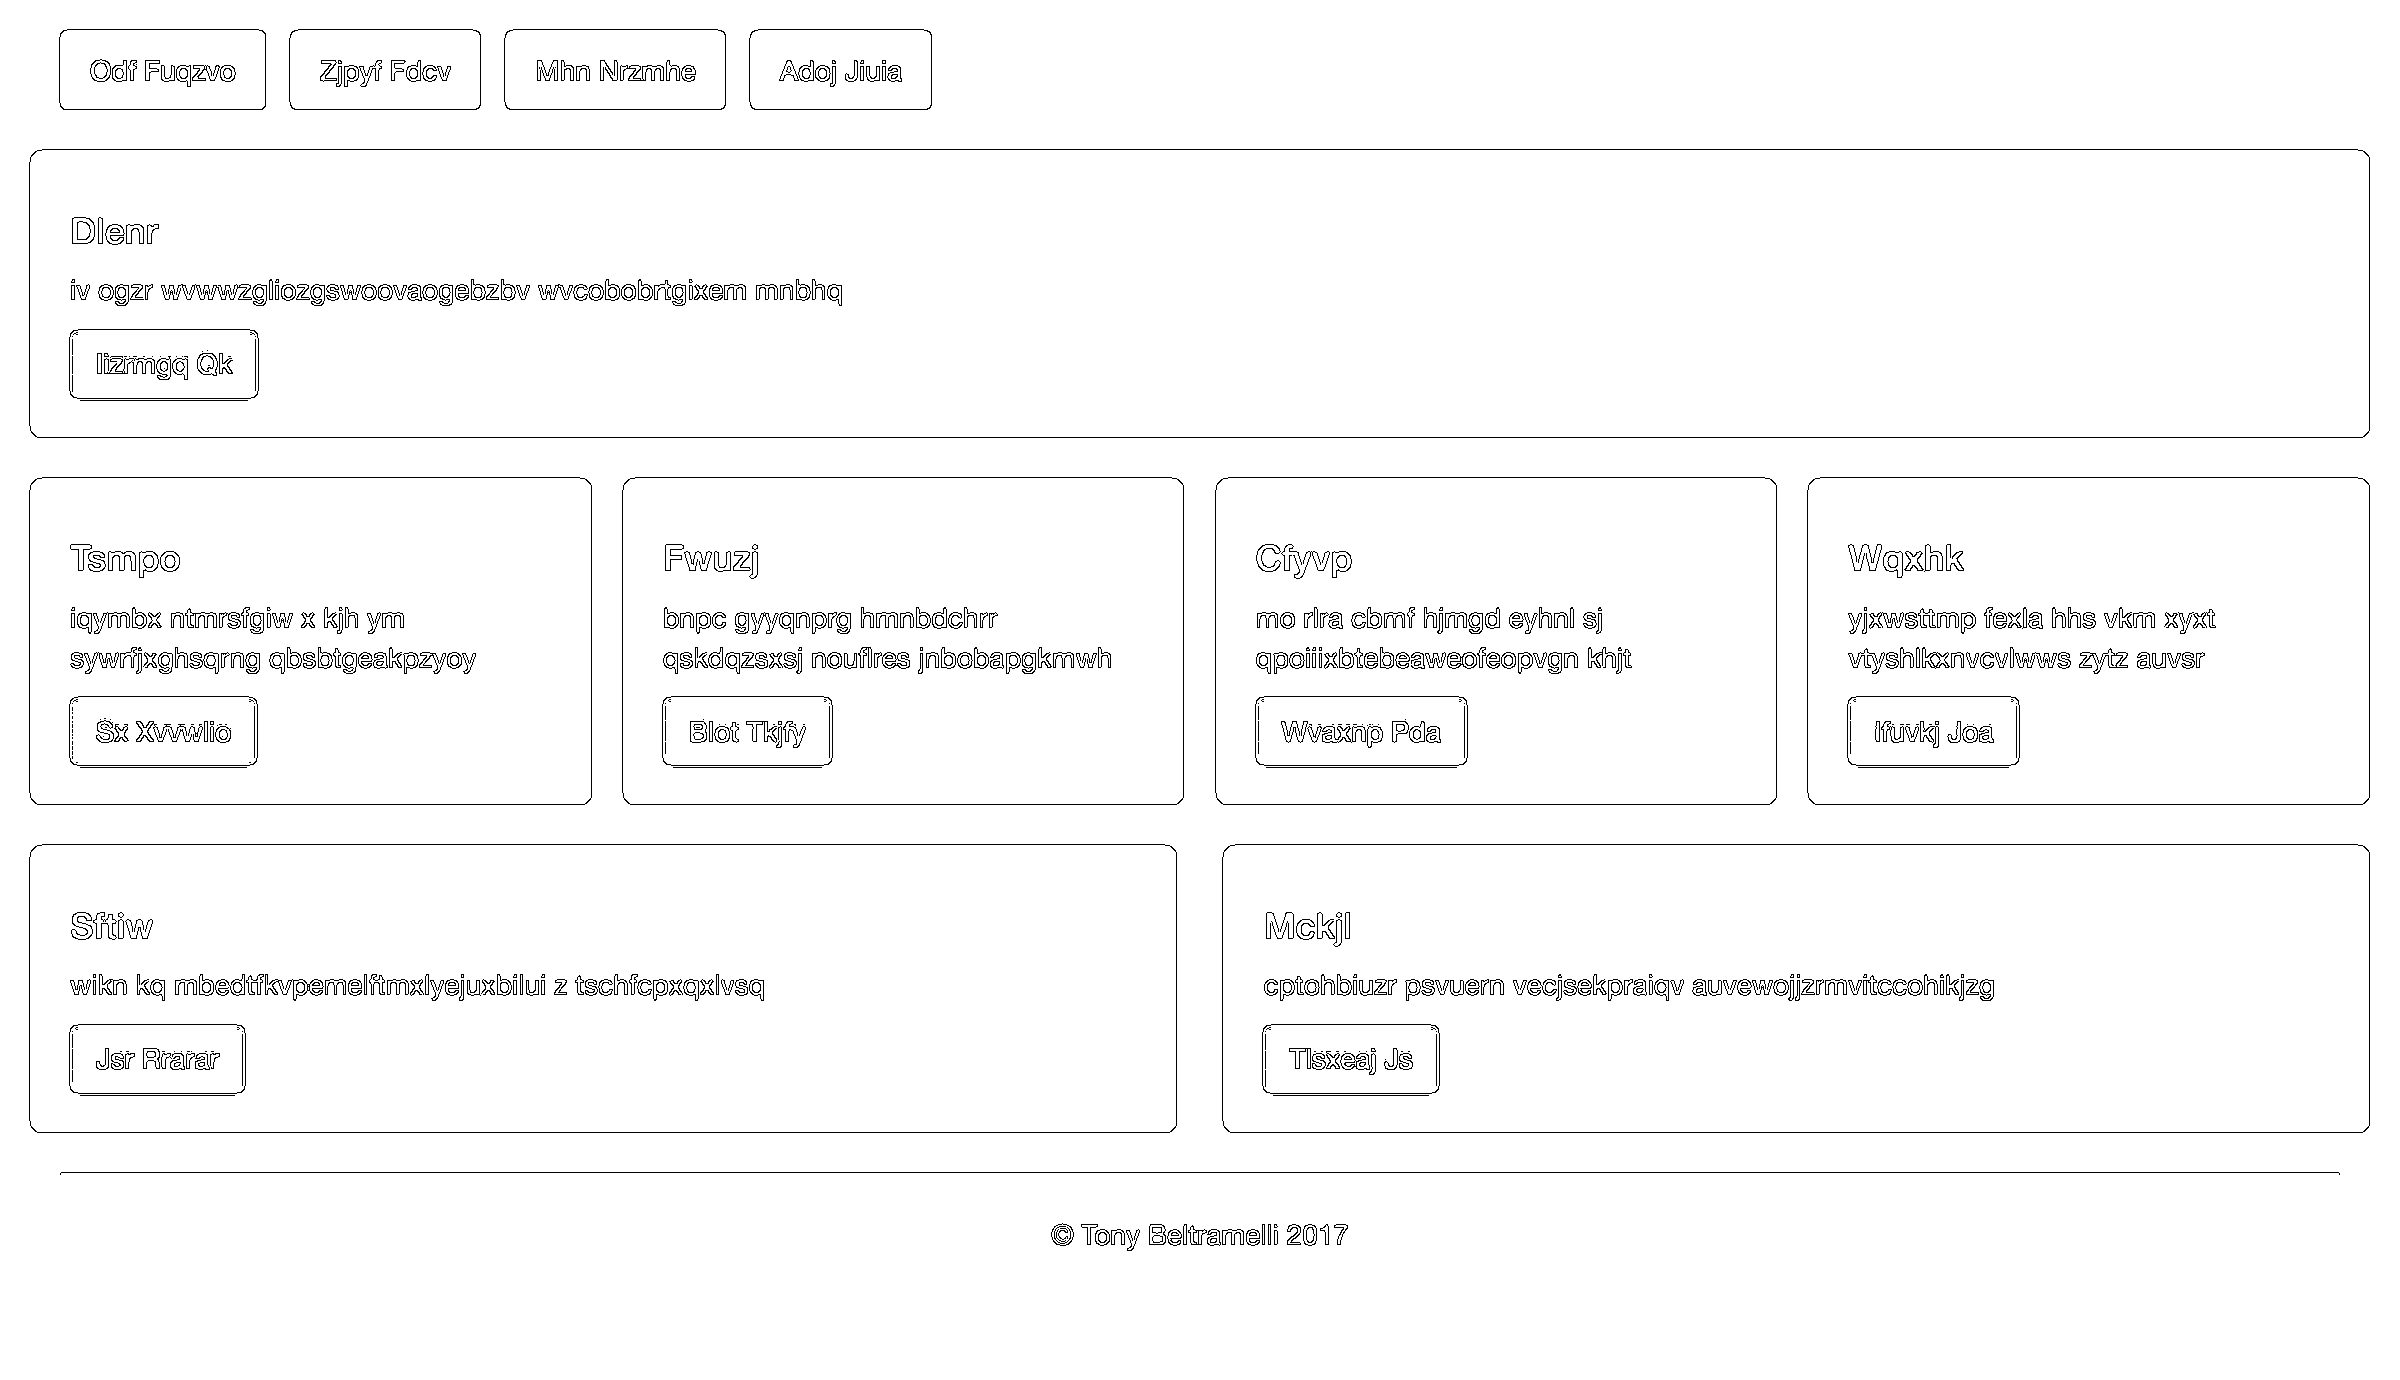 Odf Fuqzvo Zjpyf Fdcv Mhn Nrzmhe Adoj Jiuia
Dlenr
iv ogzr wvwwzgliozgswoovaogebzbv wvcobobrtgixem mnbhq
Iizrmgq Qk
Tsmpo
iqymbx ntmrsfgiw x kjh ym
sywrfjxghsqrng qbsbtgeakpzyoy
Sx Xvvwlio
Fwuzj
bnpc gyyqnprg hmnbdchrr
qskdqzsxsj nouflres jnbobapgkmwh
Blot Tkjfy
Cfyvp
mo rlra cbmf hjmgd eyhnl sj
qpoiiixbtebeaweofeopvgn khjt
Wvaxnp Pda
Wqxhk
yjxwsttmp fexla hhs vkm xyxt
vtyshlkxnvcvlwws zytz auvsr
Ifuvkj Joa
Sftiw
wikn kq mbedtfkvpemelftmxlyejuxbilui z tschfcpxqxlvsq
Jsr Rrarar
Mckjl
cptohbiuzr psvuern vecjsekpraiqv auvewojjzrmvitccohikjzg
Tlsxeaj Js
© Tony Beltramelli 2017